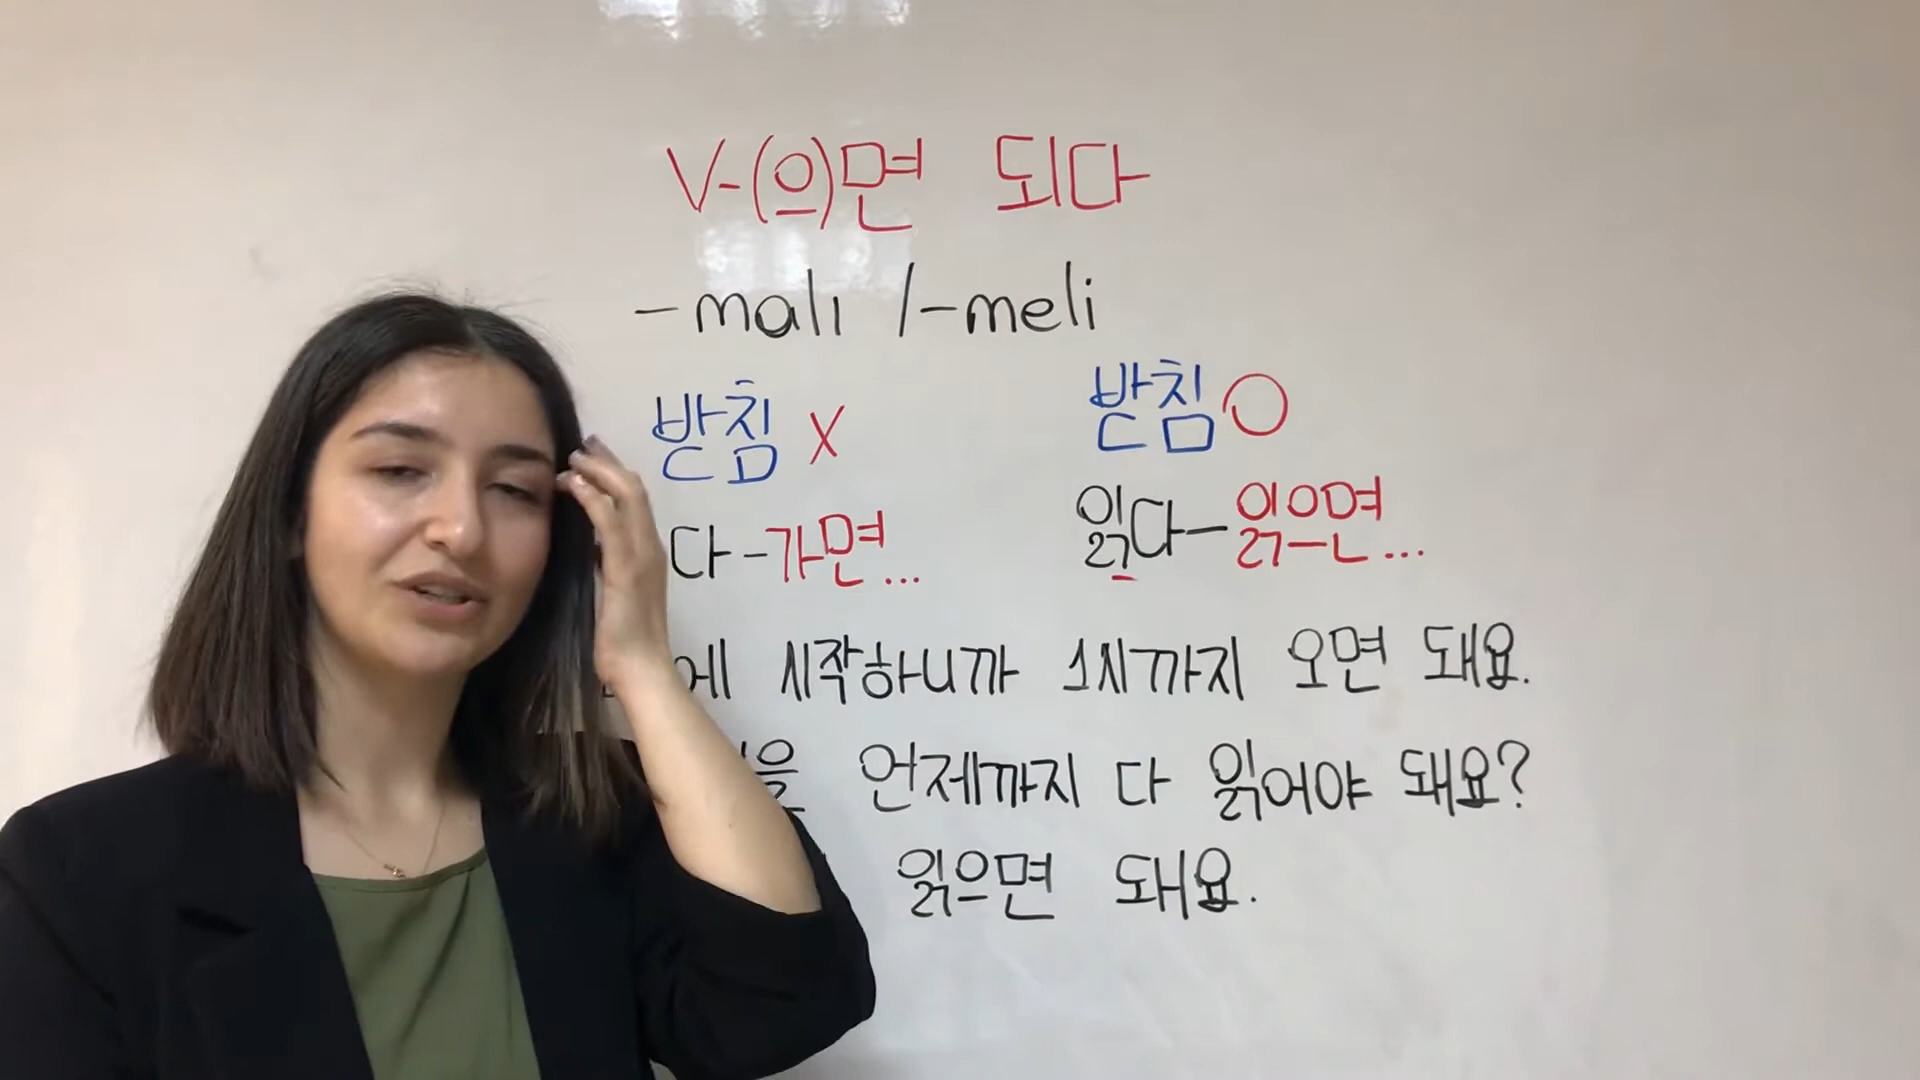 V-(으)면 되다
-malı /-meli
받침 X 받침 O
다-가면... 읽다-읽으면...
에 시작하니까 1시까지 오면 돼요.
을 언제까지 다 읽어야 돼요?
읽으면 돼요.